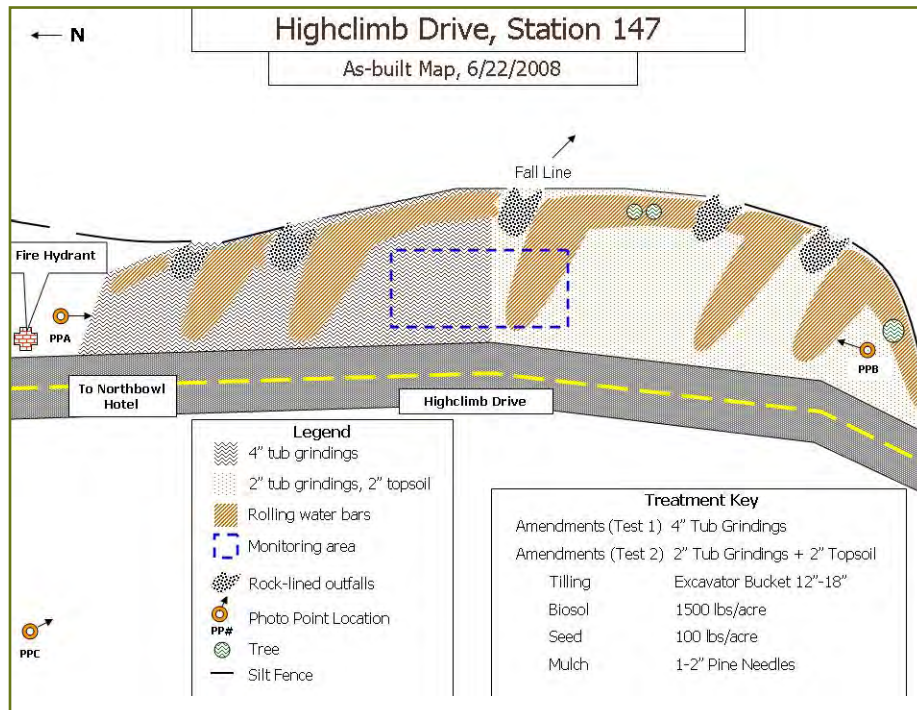 N
Highclimb Drive, Station 147
As-built Map, 6/22/2008
Fall Line
Fire Hydrant
PPA
PPB
To Northbowl
Hotel
Highclimb Drive
Legend
4" tub grindings
2" tub grindings, 2" topsoil
Rolling water bars
Monitoring area
Rock-lined outfalls
Photo Point Location
PP#
Tree
Silt Fence
PPC
Treatment Key
Amendments (Test 1) 4" Tub Grindings
Amendments (Test 2) 2" Tub Grindings + 2" Topsoil
Tilling Excavator Bucket 12"-18"
Biosol 1500 lbs/acre
Seed 100 lbs/acre
Mulch 1-2" Pine Needles